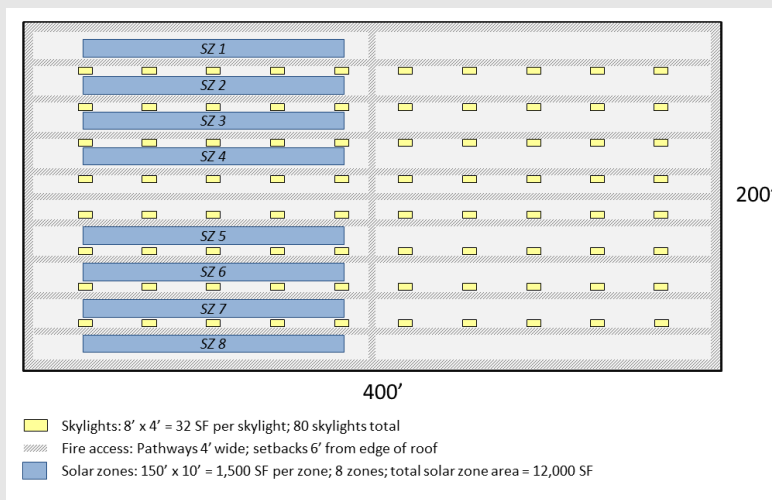 SZ 1
SZ 2
SZ 3
SZ 4
SZ 5
SZ 6
SZ 7
SZ 8
200'
400'
Skylights: 8' x 4' = 32 SF per skylight; 80 skylights total
Fire access: Pathways 4' wide; setbacks 6' from edge of roof
Solar zones: 150' x 10' = 1,500 SF per zone; 8 zones; total solar zone area = 12,000 SF